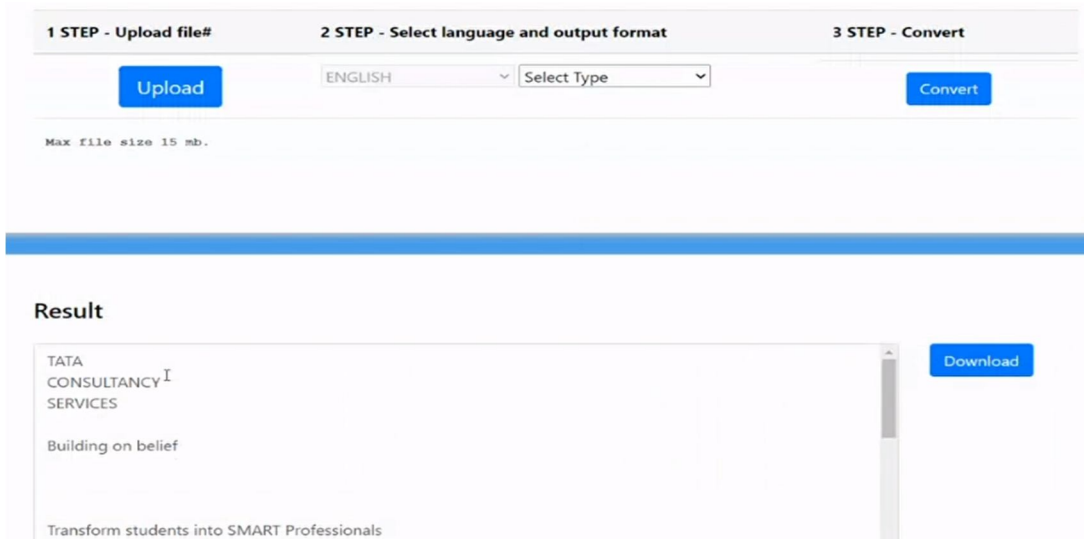 1 STEP - Upload file# 2 STEP - Select language and output format 3 STEP - Convert
Upload ENGLISH Select Type Convert
Max file size 15 mb.
Result
TATA Download
CONSULTANCY
SERVICES
Building on belief
Transform students into SMART Professionals